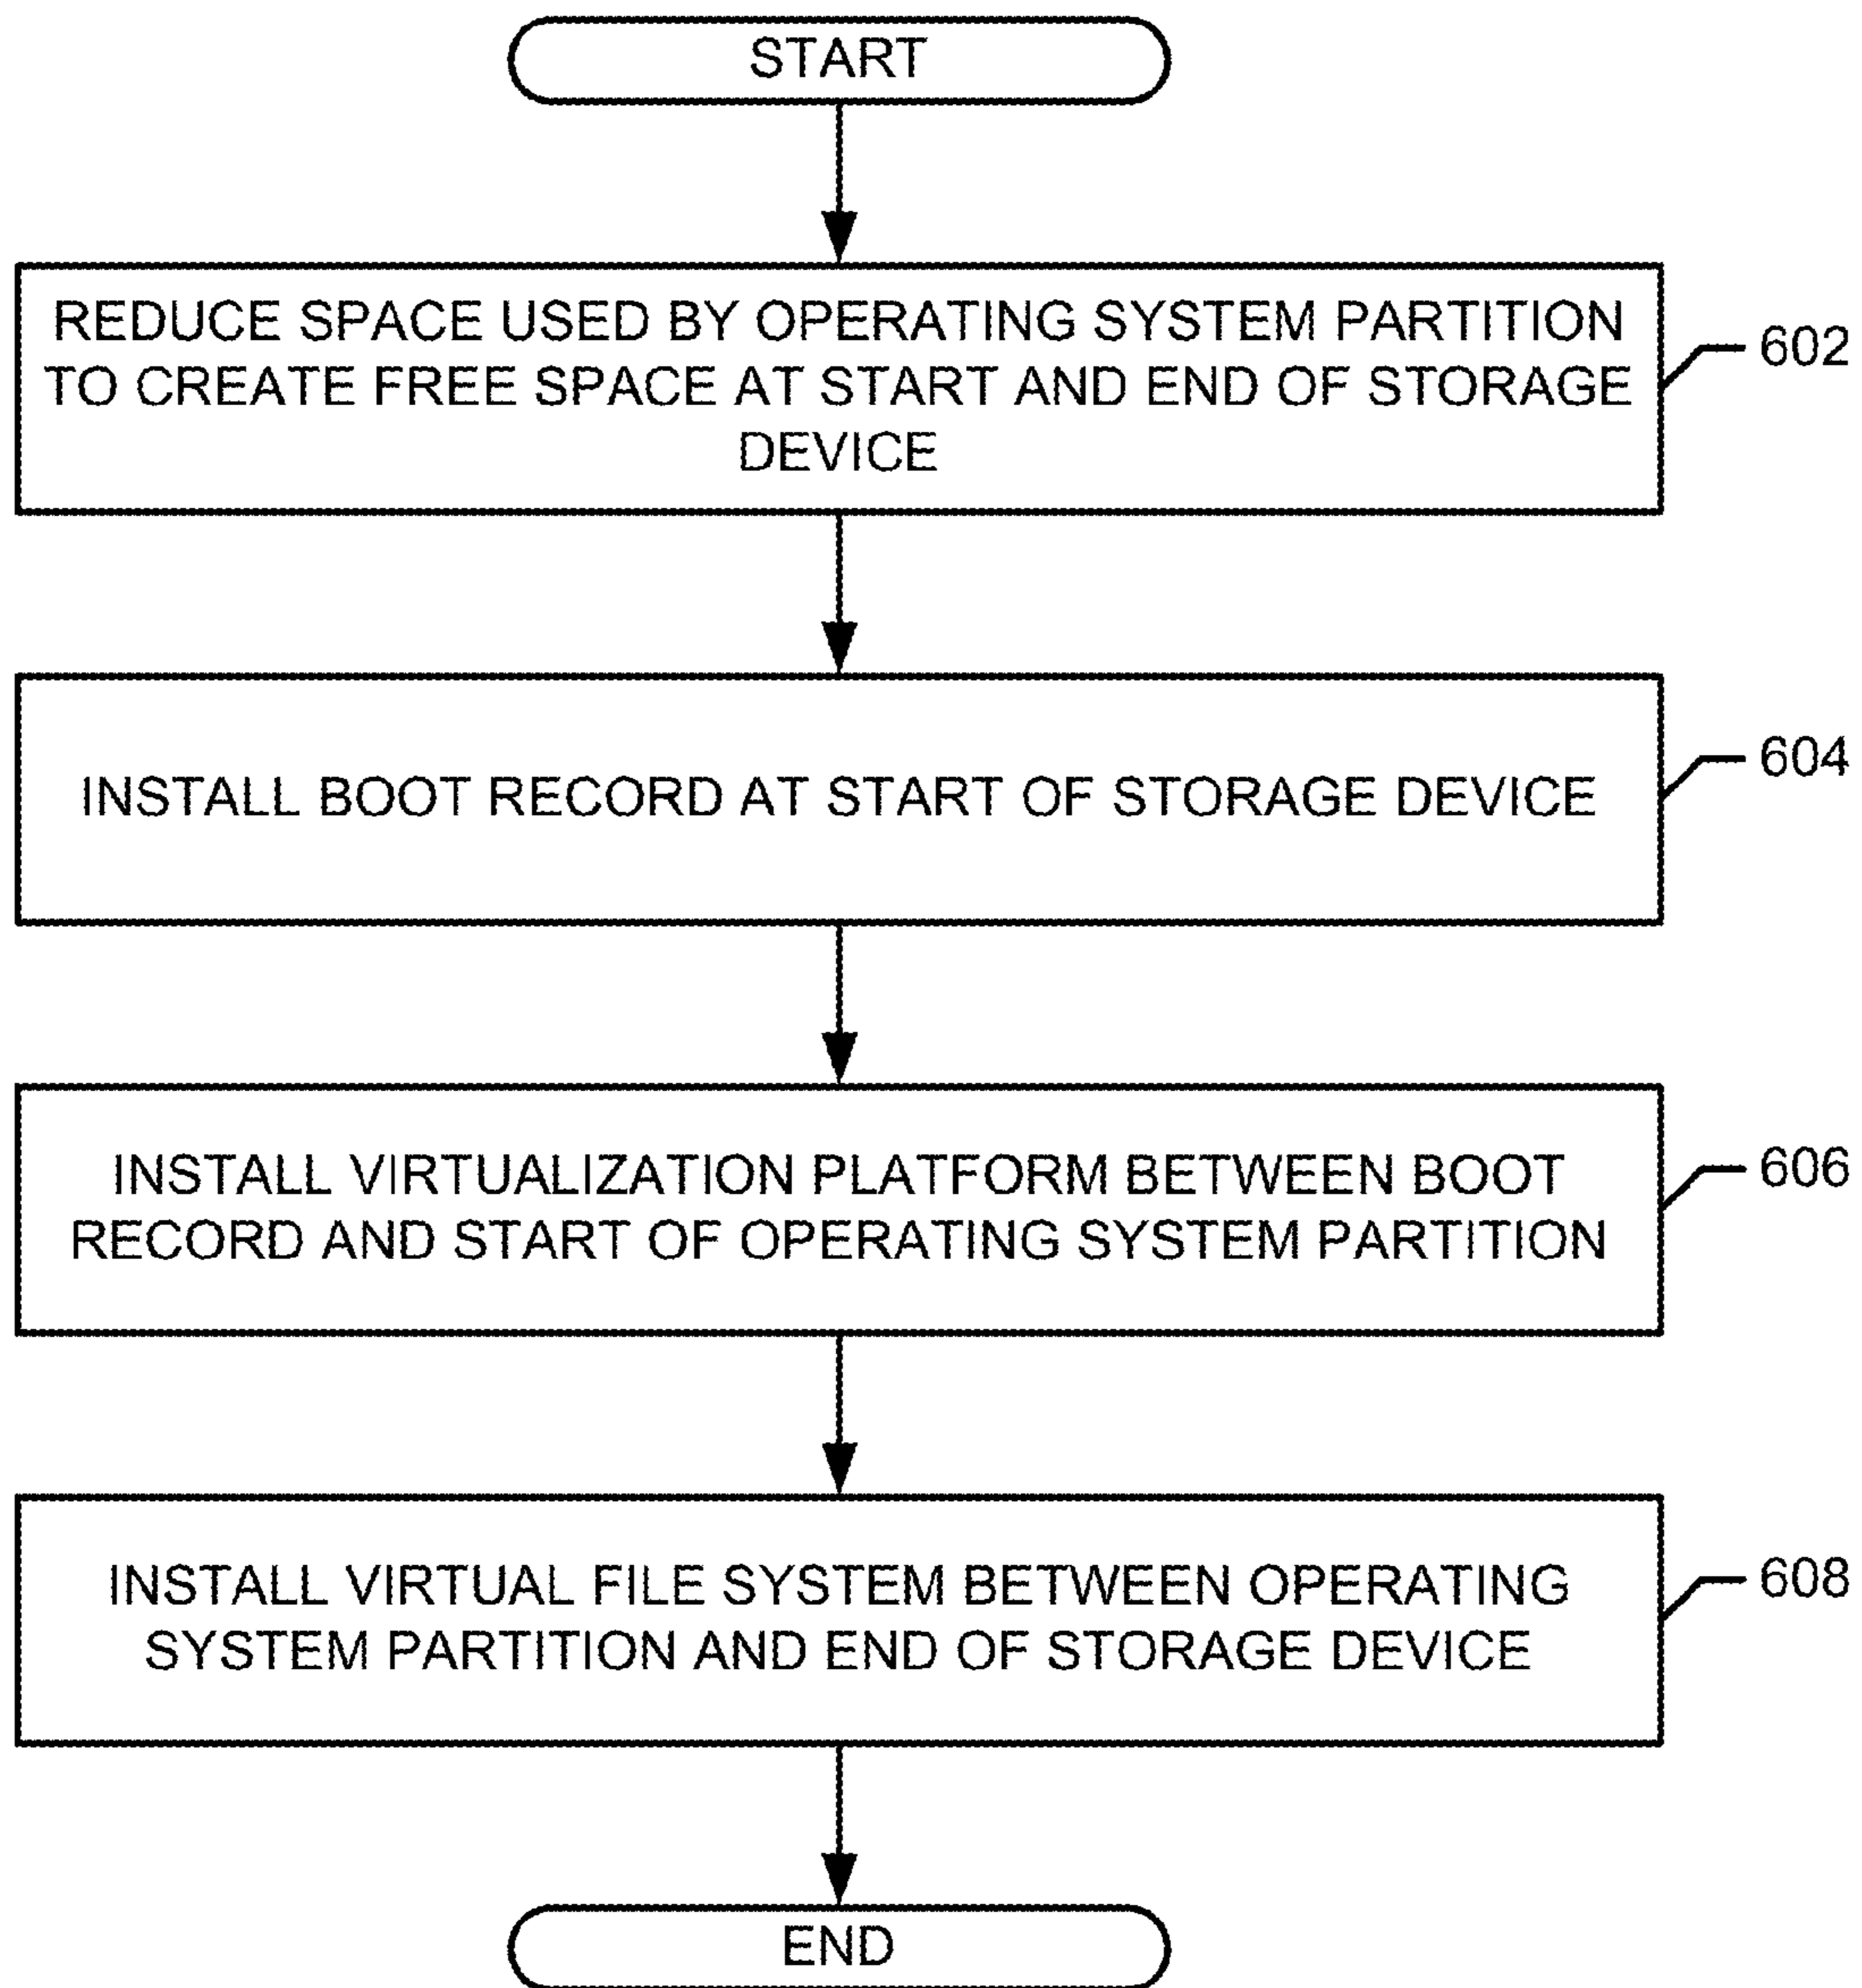 START
REDUCE SPACE USED BY OPERATING SYSTEM PARTITION
TO CREATE FREE SPACE AT START AND END OF STORAGE
DEVICE
602
INSTALL BOOT RECORD AT START OF STORAGE DEVICE
604
INSTALL VIRTUALIZATION PLATFORM BETWEEN BOOT
RECORD AND START OF OPERATING SYSTEM PARTITION
606
INSTALL VIRTUAL FILE SYSTEM BETWEEN OPERATING
SYSTEM PARTITION AND END OF STORAGE DEVICE
608
END